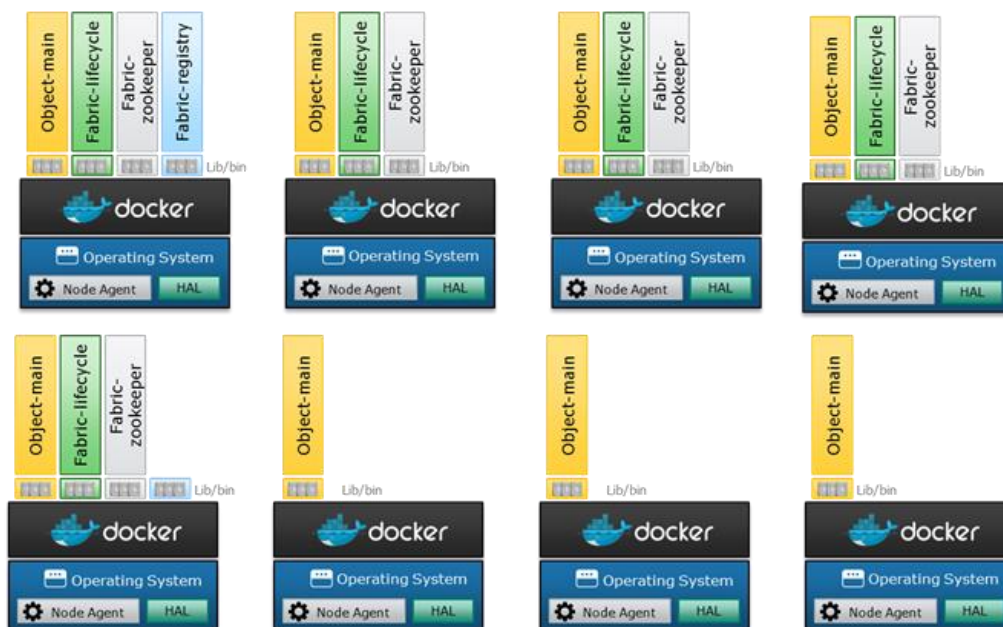 Object-main
Fabric-lifecycle
Fabric-
zookeeper
Fabric-registry
Lib/bin
docker
Operating System
Node Agent
HAL
Object-main
Fabric-lifecycle
Fabric-
zookeeper
Lib/bin
docker
Operating System
Node Agent
HAL
Object-main
Fabric-lifecycle
Fabric-
zookeeper
Lib/bin
docker
Operating System
Node Agent
HAL
Object-main
Fabric-lifecycle
Fabric-
zookeeper
Lib/bin
docker
Operating System
Node Agent
HAL
Object-main
Fabric-lifecycle
Fabric-
zookeeper
Lib/bin
docker
Operating System
Node Agent
HAL
Object-main
Lib/bin
docker
Operating System
Node Agent
HAL
Object-main
Lib/bin
docker
Operating System
Node Agent
HAL
Object-main
Lib/bin
docker
Operating System
Node Agent
HAL